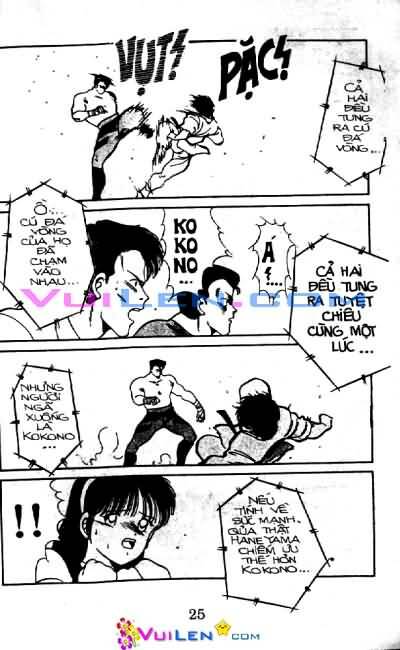 VỤT!
PẶC!
CẢ
HAI
ĐỀU
TUNG
RA CÚ
ĐÁ
VÒNG...
Ồ...
CÚ ĐÁ
VÒNG
CỦA HỌ
ĐÃ
CHẠM
VÀO
NHAU...
KO
KO
NO...
Á
!...
CẢ HAI
ĐỀU TUNG
RA TUYỆT
CHIÊU
CÙNG MỘT
LÚC...
VuiLen.com
NHƯNG
NGƯỜI
NGÃ
XUỐNG
LÀ
KOKONO
...
!!
NẾU
TÍNH VỀ
SỨC MẠNH,
QUẢ THẬT
HANEYAMA
CHIẾM ƯU
THẾ HƠN
KOKONO...
25
VuiLen.com